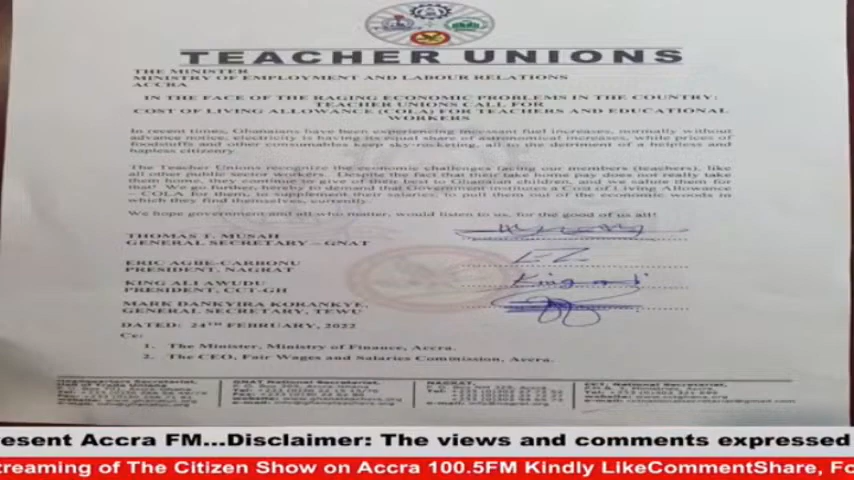 TEACHER UNIONS
THE MINISTER
MINISTRY OF EMPLOYMENT AND LABOUR RELATIONS
ACCRA
IN THE FACE OF THE RAGING ECONOMIC PROBLEMS IN THE COUNTRY:
TEACHER UNIONS CALL FOR
COST OF LIVING ALLOWANCE (COLA) FOR TEACHERS AND EDUCATIONAL
WORKERS
In recent times, Ghanaians have been experiencing incessant fuel increases, normally without
advance notice, electricity is having its equal share of astronomical increases, while prices of
foodstuffs and other consumables keep sky-rocketing, all to the detriment of a helpless and
hapless citizenry.
The Teacher Unions recognize the economic challenges facing our members (teachers), like
all other public sector workers. Despite the fact that their take home pay does not really take
them home, they continue to give of their best to Ghanaian children, and we salute them for
that! We go further, hereby to demand that Government institutes a Cost of Living Allowance
– COLA for them, to supplement their salaries, to pull them out of the economic woods in
which they find themselves, currently.
We hope government and all who matter, would listen to us, for the good of us all!
THOMAS T. MUSAH
GENERAL SECRETARY – GNAT
ERIC AGBE-CARBONU
PRESIDENT, NAGRAT
KING ALI AWUDU
PRESIDENT, CCT-GH
MARK DANKYIRA KORANKYE,
GENERAL SECRETARY, TEWU
DATED: 24TH FEBRUARY, 2022
Cc:
1. The Minister, Ministry of Finance, Accra.
2. The CEO, Fair Wages and Salaries Commission, Accra.
Headquarters Secretariat,
GNAT National Secretariat,
NAGRAT,
CCT, National Secretariat,
esent Accra FM...Disclaimer: The views and comments expressed
treaming of The Citizen Show on Accra 100.5FM Kindly LikeCommentShare, Fo